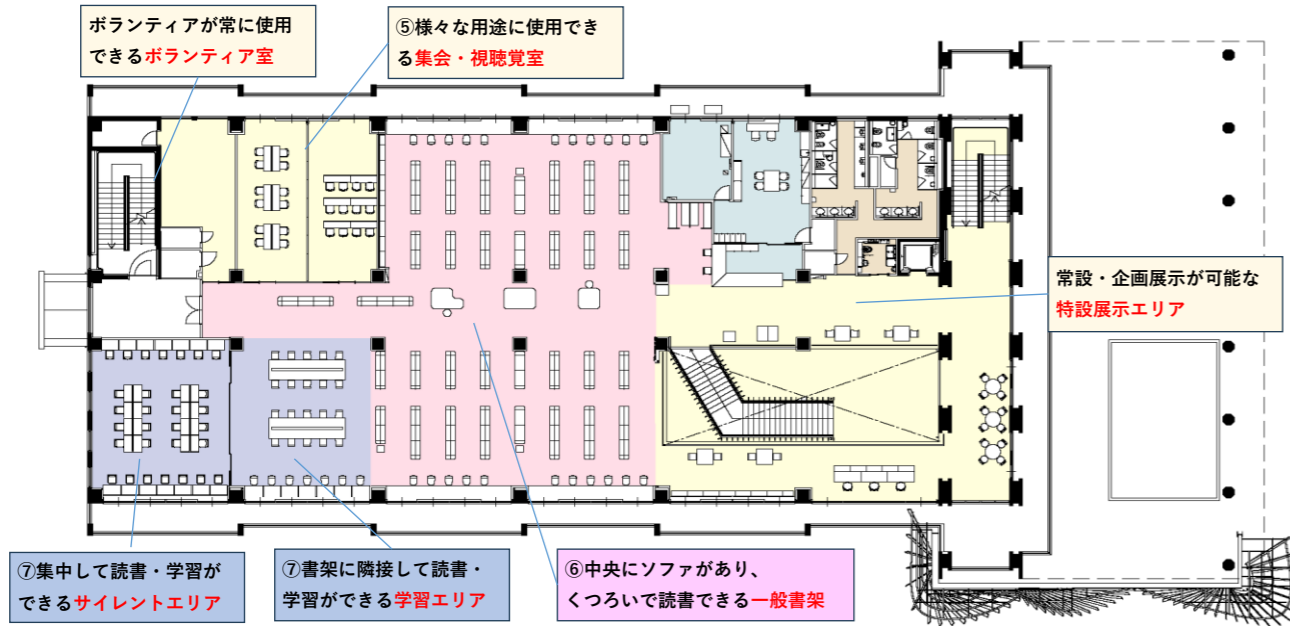 ボランティアが常に使用
できるボランティア室
⑤様々な用途に使用でき
る集会・視聴覚室
常設・企画展示が可能な
特設展示エリア
⑦集中して読書・学習が
できるサイレントエリア
⑦書架に隣接して読書・
学習ができる学習エリア
⑥中央にソファがあり、
くつろいで読書できる一般書架